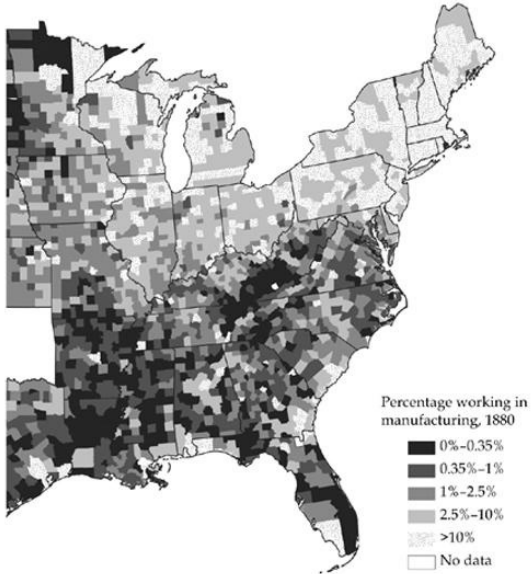 Percentage working in
manufacturing, 1880
0%–0.35%
0.35%–1%
1%–2.5%
2.5%–10%
>10%
No data